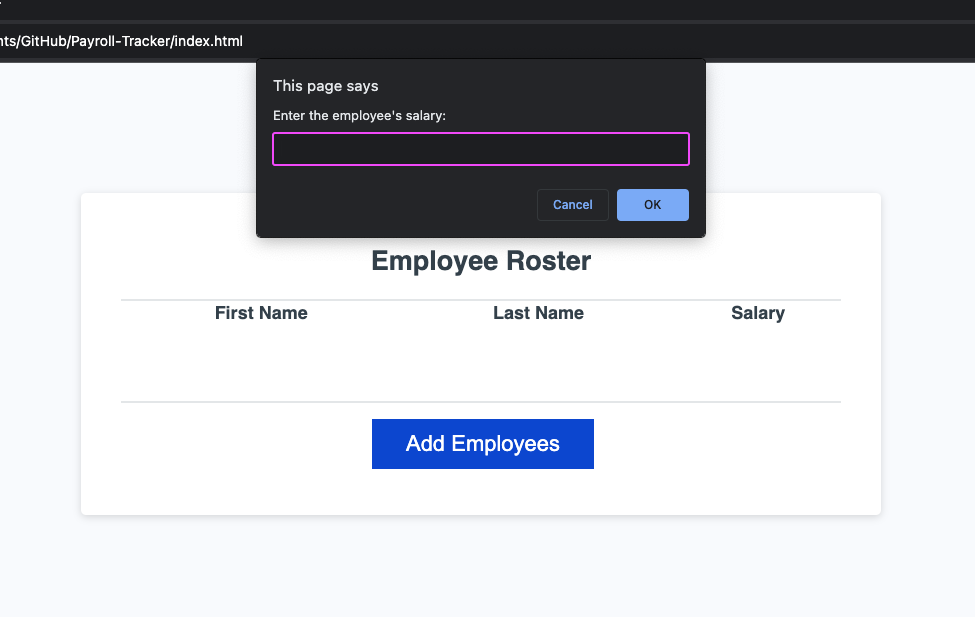 nts/GitHub/Payroll-Tracker/index.html
This page says
Enter the employee's salary:
Cancel
OK
Employee Roster
First Name Last Name Salary
Add Employees